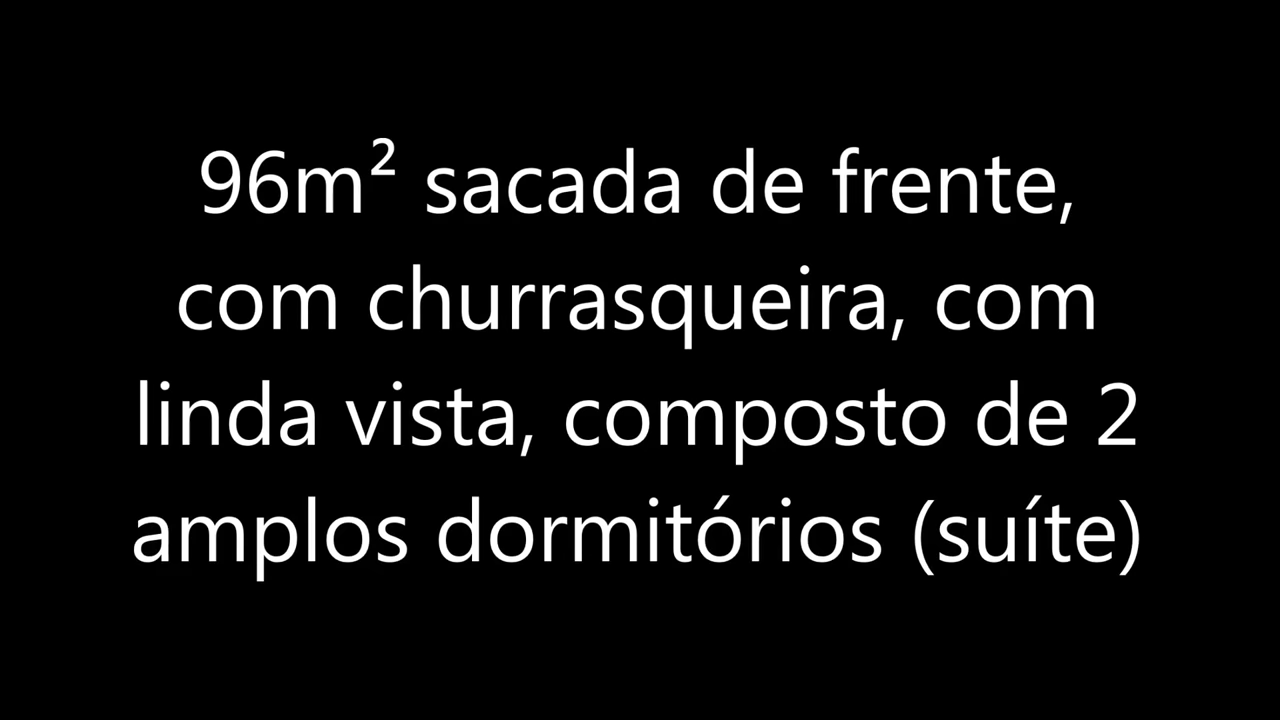 96m² sacada de frente,
com churrasqueira, com
linda vista, composto de 2
amplos dormitórios (suíte)